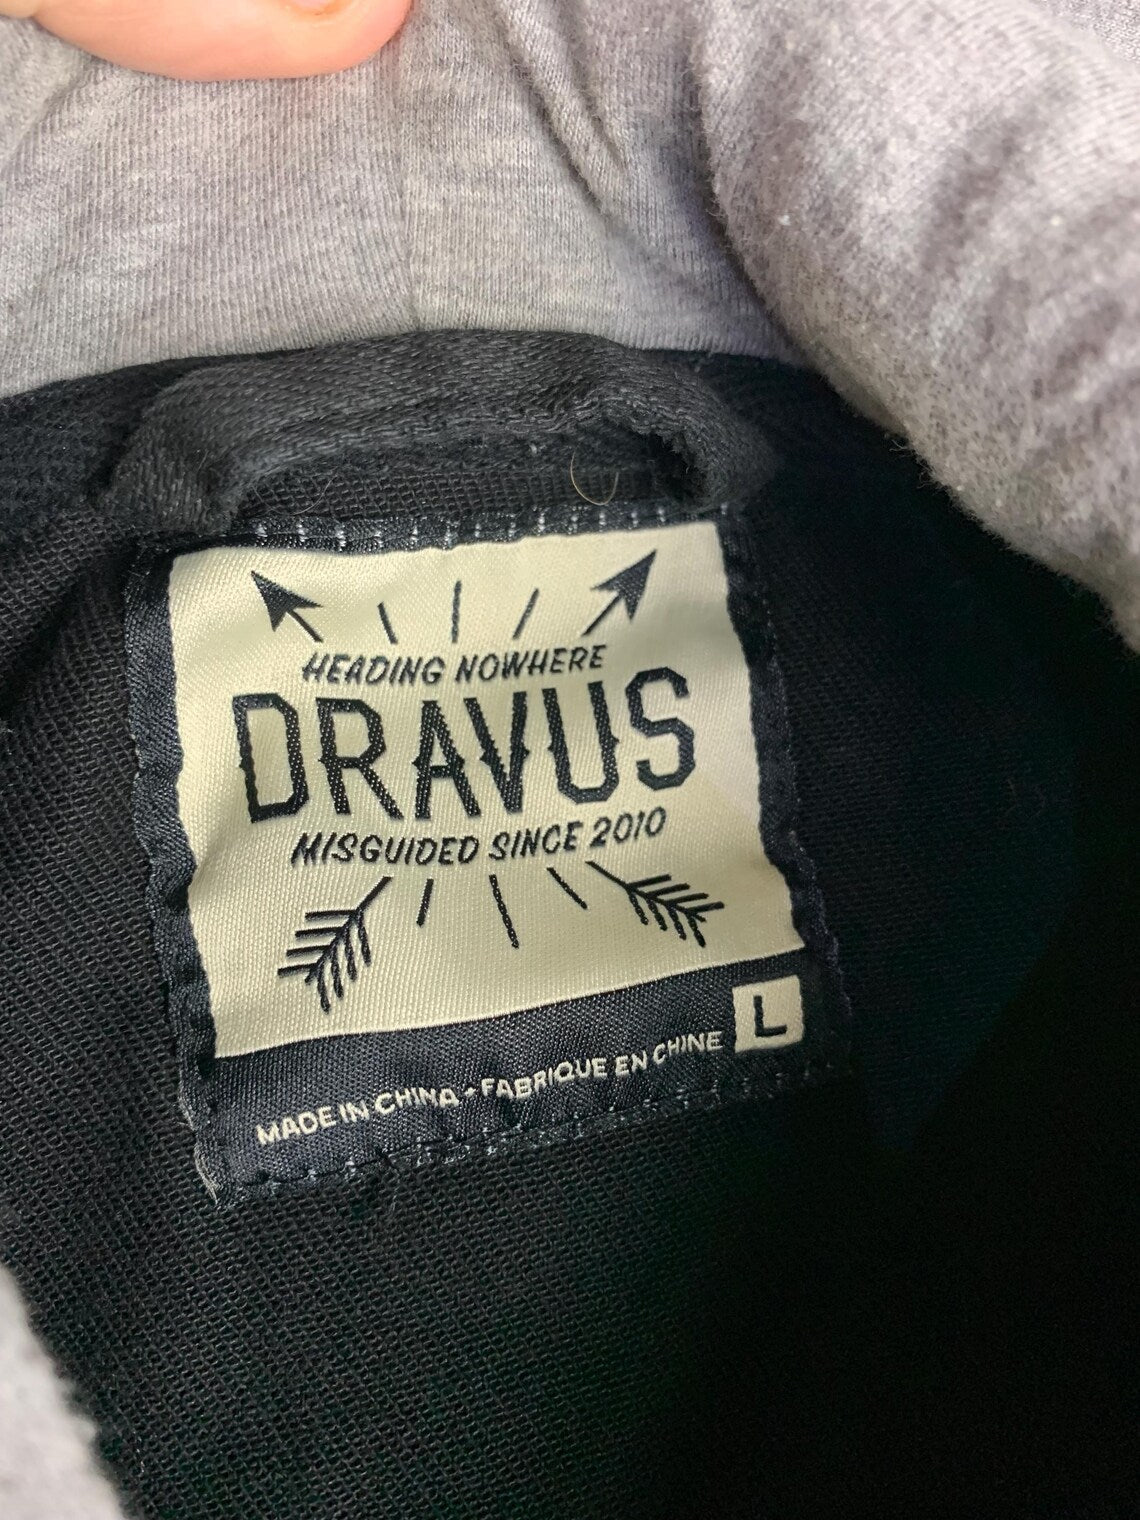 HEADING NOWHERE
DRAVUS
MISGUIDED SINCE 2010
L
MADE IN CHINA - FABRIQUE EN CHINE